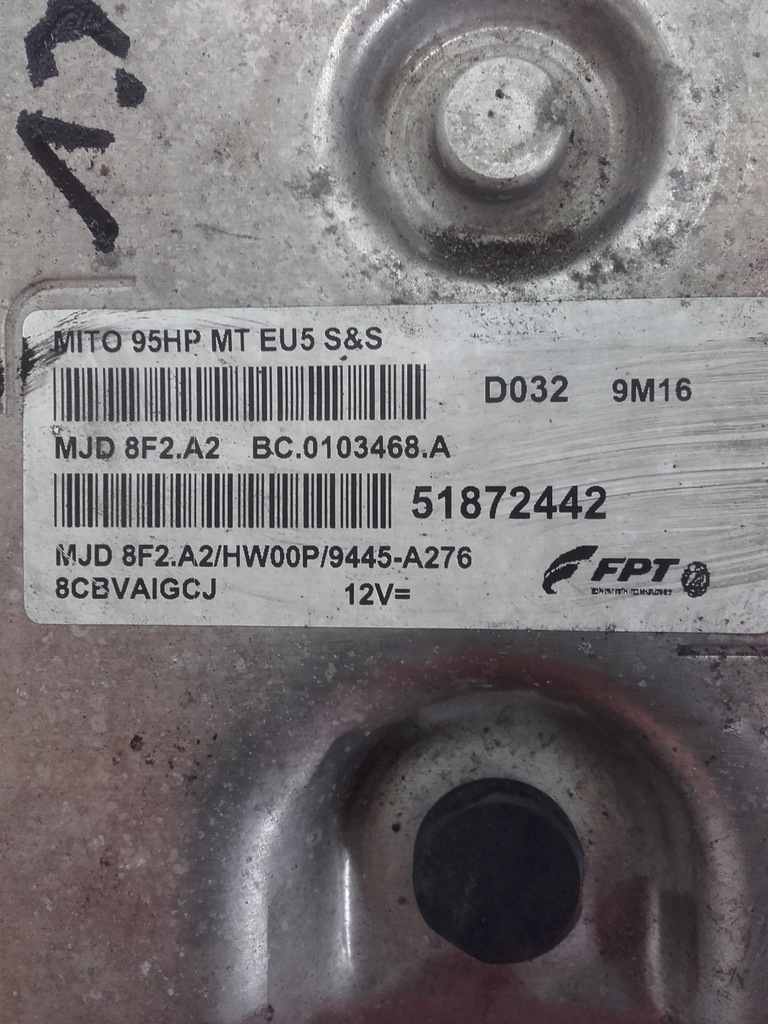 MITO 95HP MT EU5 S&S
D032 9M16
MJD 8F2.A2 BC.0103468.A
51872442
MJD 8F2.A2/HW00P/9445-A276
8CBVAIGCJ 12V=
FPT